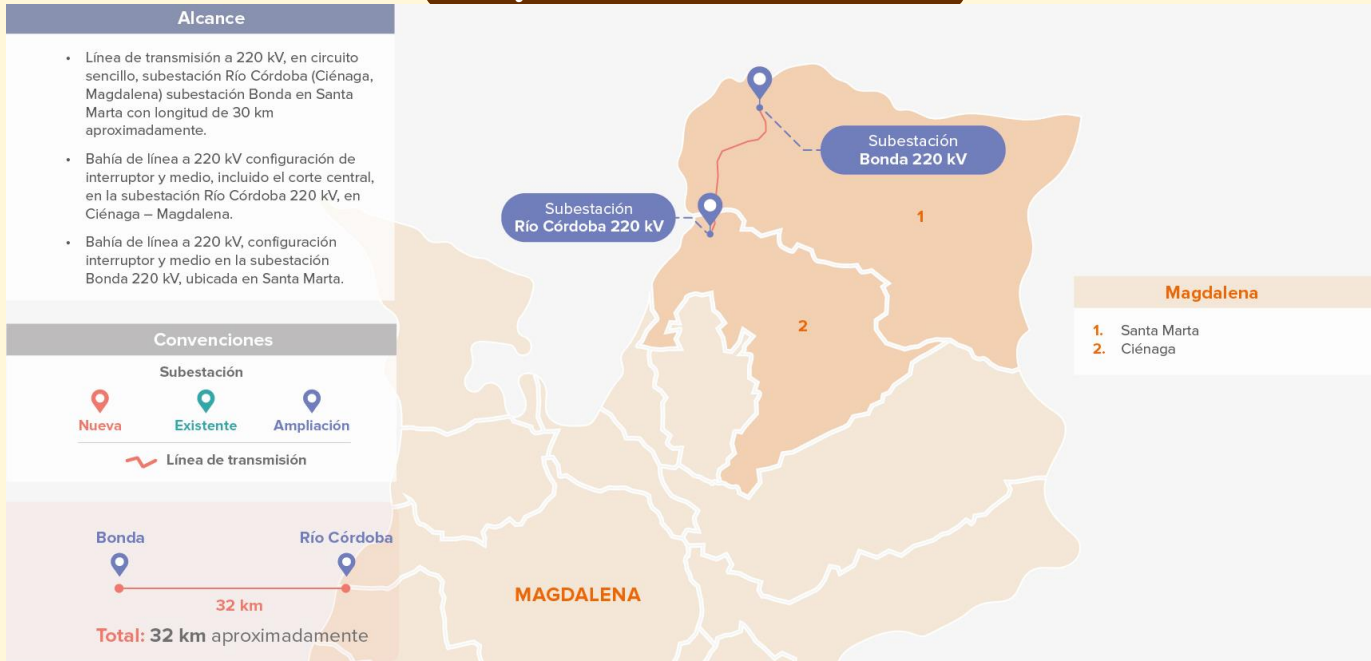 Alcance
• Línea de transmisión a 220 kV, en circuito
sencillo, subestación Río Córdoba (Ciénaga,
Magdalena) subestación Bonda en Santa
Marta con longitud de 30 km
aproximadamente.
• Bahía de línea a 220 kV configuración de
interruptor y medio, incluido el corte central,
en la subestación Río Córdoba 220 kV, en
Ciénaga – Magdalena.
• Bahía de línea a 220 kV, configuración
interruptor y medio en la subestación
Bonda 220 kV, ubicada en Santa Marta.
Convenciones
Subestación
Nueva
Existente
Ampliación
Línea de transmisión
Bonda
Río Córdoba
32 km
Total: 32 km aproximadamente
Subestación
Bonda 220 kV
Subestación
Río Córdoba 220 kV
1
2
MAGDALENA
Magdalena
1. Santa Marta
2. Ciénaga